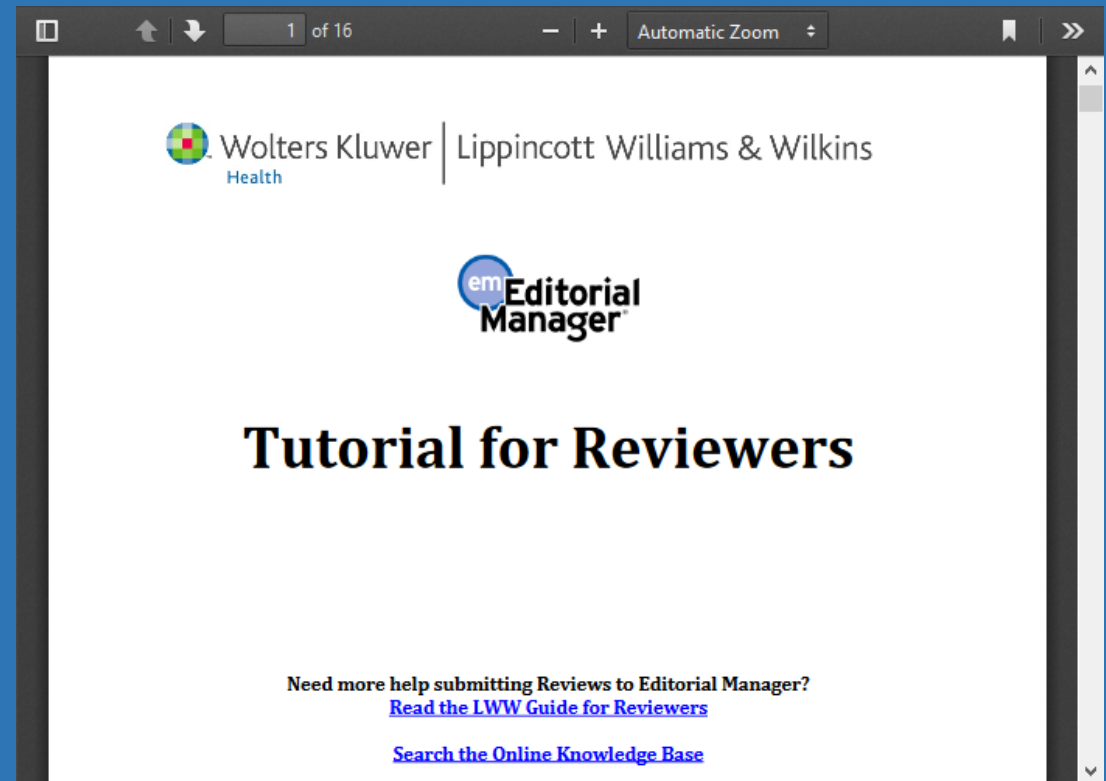 1 of 16
Automatic Zoom
Wolters Kluwer Lippincott Williams & Wilkins
Health
em Editorial
Manager®
Tutorial for Reviewers
Need more help submitting Reviews to Editorial Manager?
Read the LWW Guide for Reviewers
Search the Online Knowledge Base